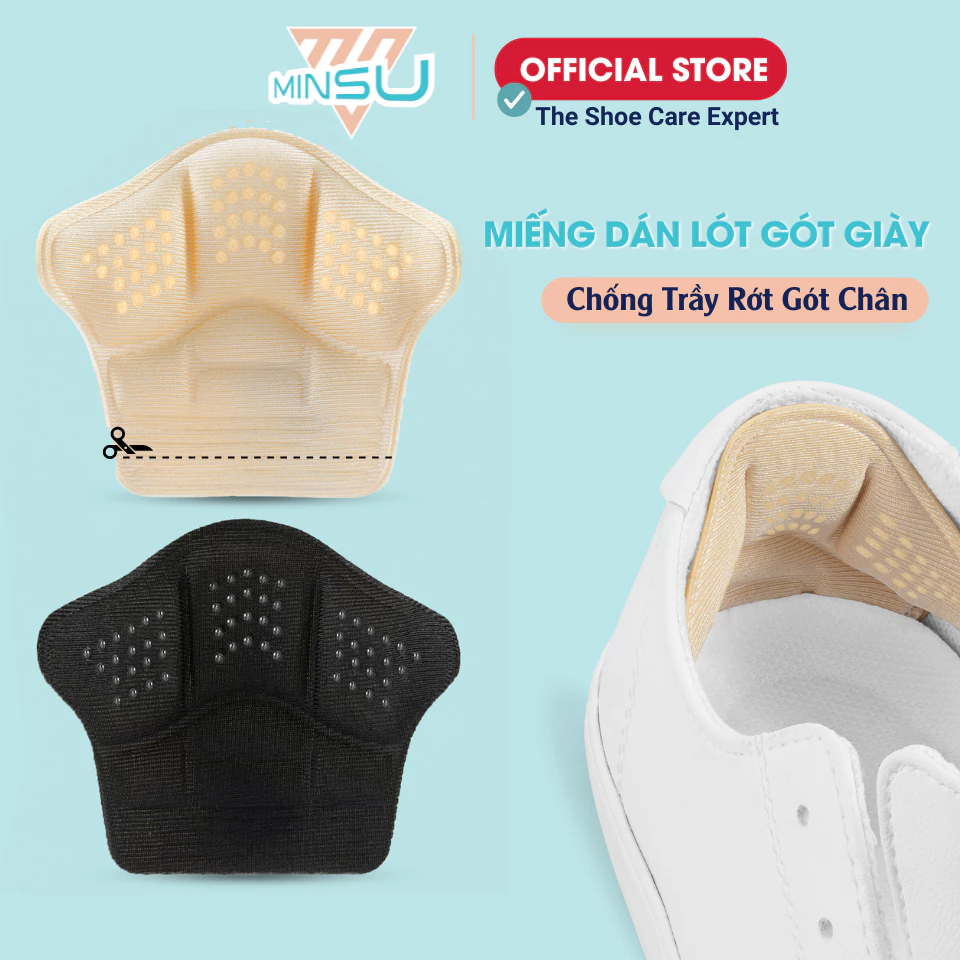 MINSU
OFFICIAL STORE
The Shoe Care Expert
MIẾNG DÁN LÓT GÓT GIÀY
Chống Trầy Rớt Gót Chân